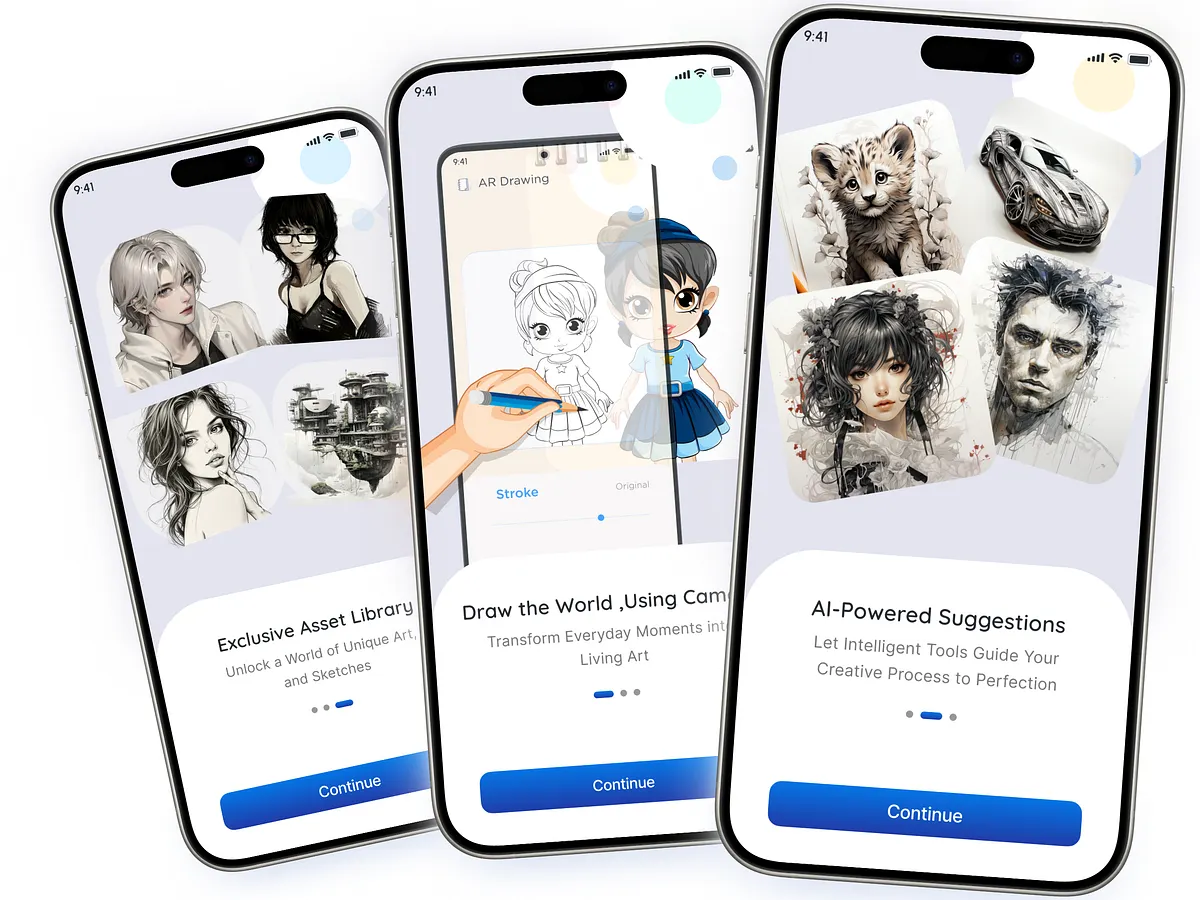 9:41
Exclusive Asset Library
Unlock a World of Unique Art,
and Sketches
Continue
9:41
9:41
AR Drawing
Stroke
Original
Draw the World ,Using Cam
Transform Everyday Moments int
Living Art
Continue
9:41
AI-Powered Suggestions
Let Intelligent Tools Guide Your
Creative Process to Perfection
Continue